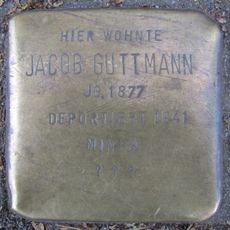 HIER WOHNTE
JACOB GUTTMANN
JG. 1877
DEPORTIERT 1941
MINSK
? ? ?